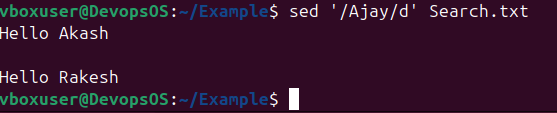 vboxuser@DevopsOS:~/Example$ sed '/Ajay/d' Search.txt
Hello Akash

Hello Rakesh
vboxuser@DevopsOS:~/Example$